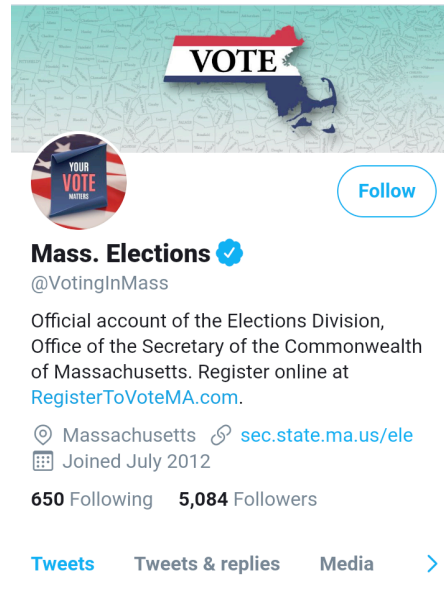 VOTE
YOUR
VOTE
MATTERS
Follow
Mass. Elections
@VotingInMass
Official account of the Elections Division,
Office of the Secretary of the Commonwealth
of Massachusetts. Register online at
RegisterToVoteMA.com.
Massachusetts sec.state.ma.us/ele
Joined July 2012
650 Following 5,084 Followers
Tweets Tweets & replies Media